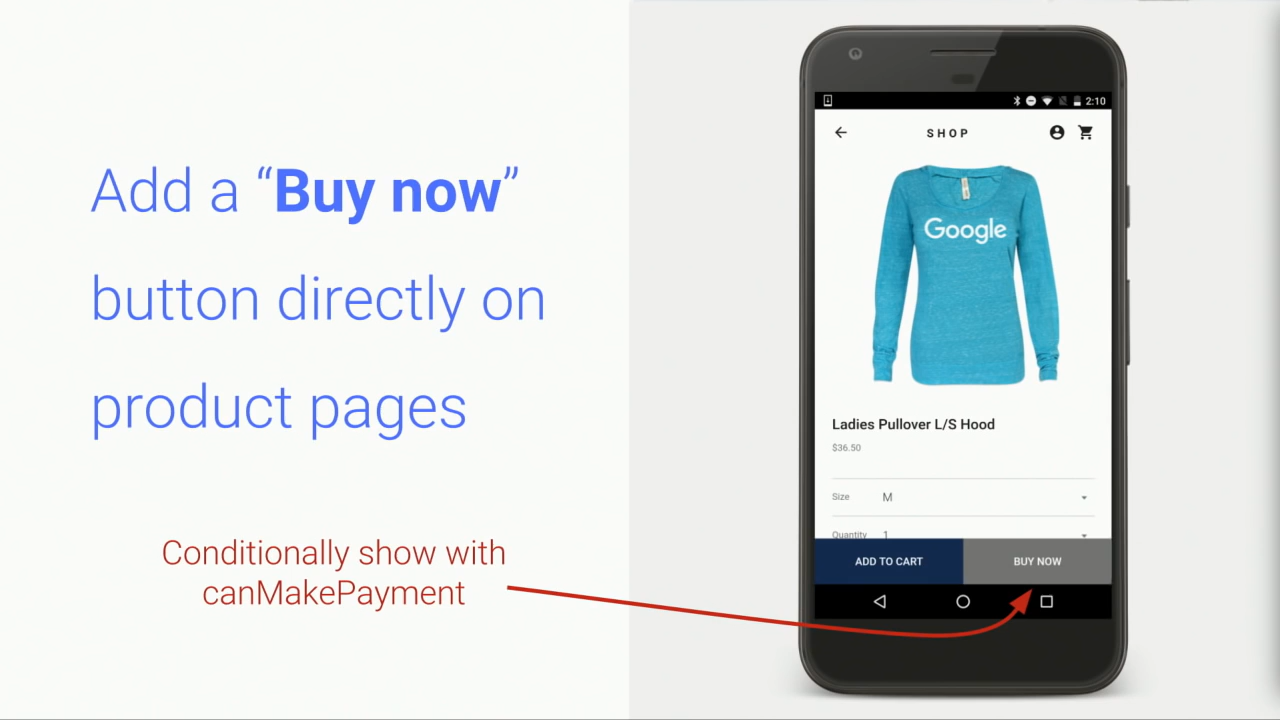 Add a “Buy now”
button directly on
product pages
Conditionally show with
canMakePayment
2:10
SHOP
Google
Ladies Pullover L/S Hood
$36.50
Size M
Quantity 1
ADD TO CART
BUY NOW